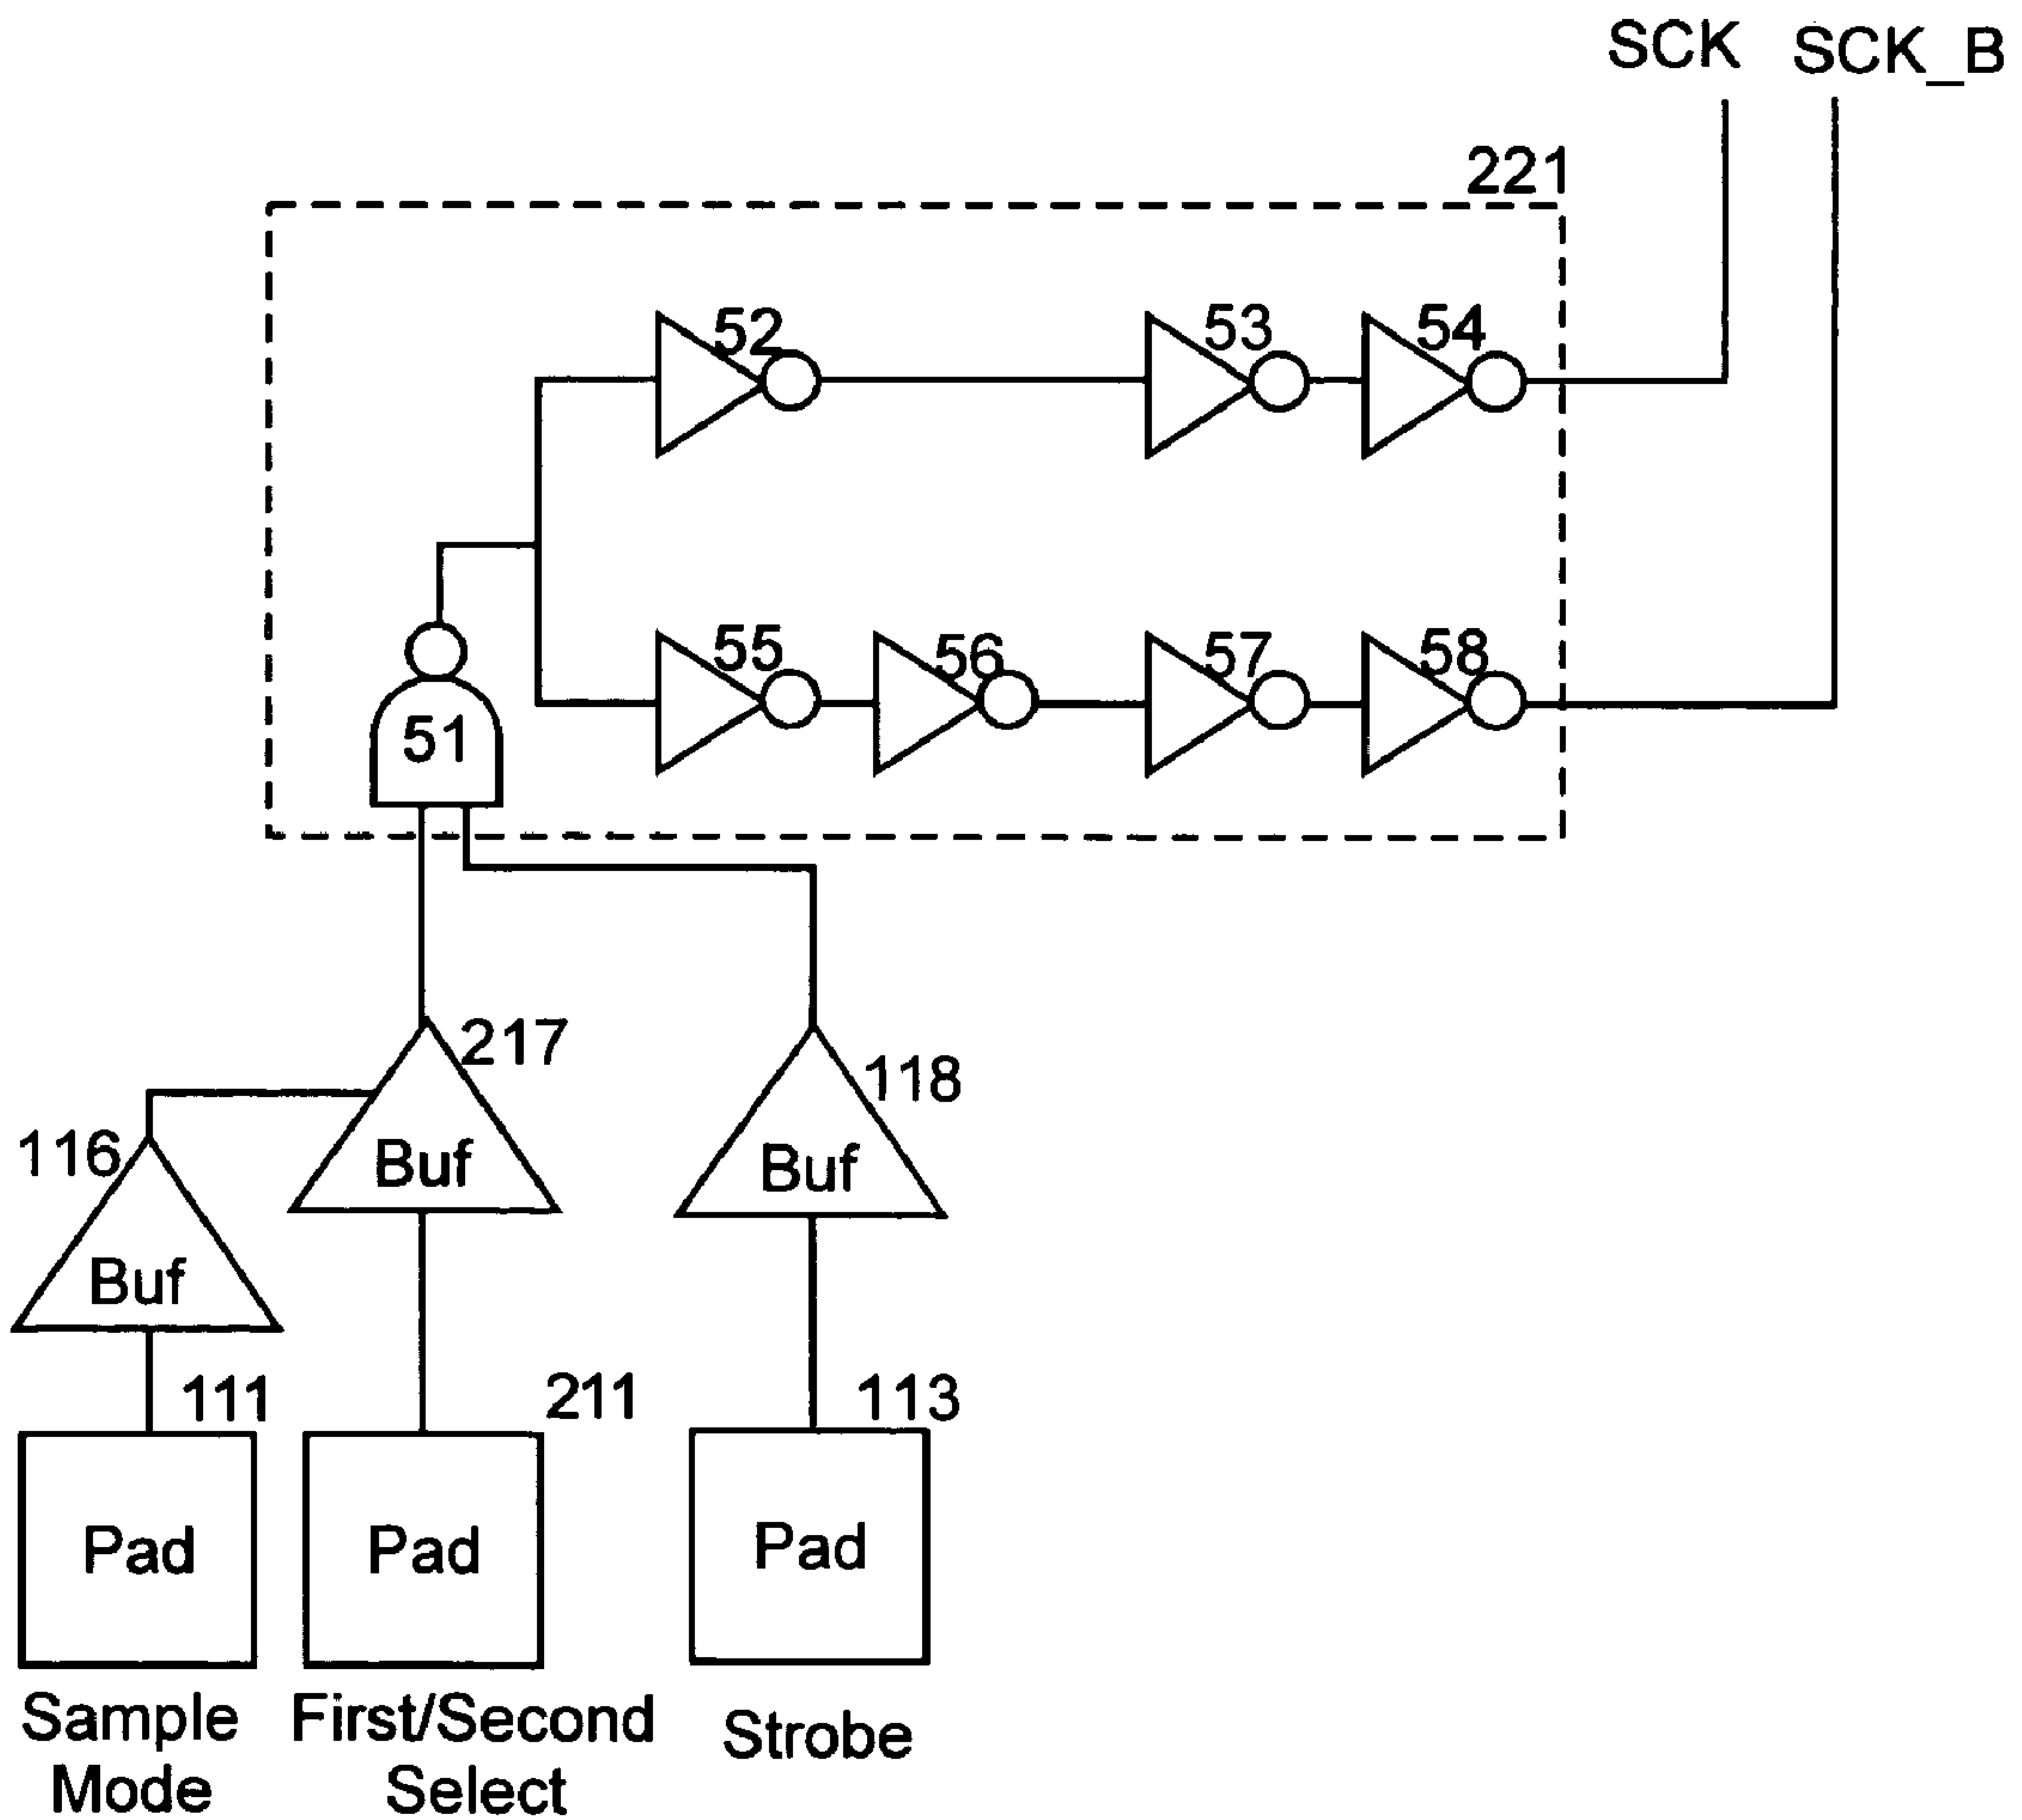 SCK SCK_B
221
52 53 54
55 56 57 58
51
217
118
116
Buf Buf
Buf
111 211 113
Pad Pad Pad
Sample Mode
First/Second Select
Strobe